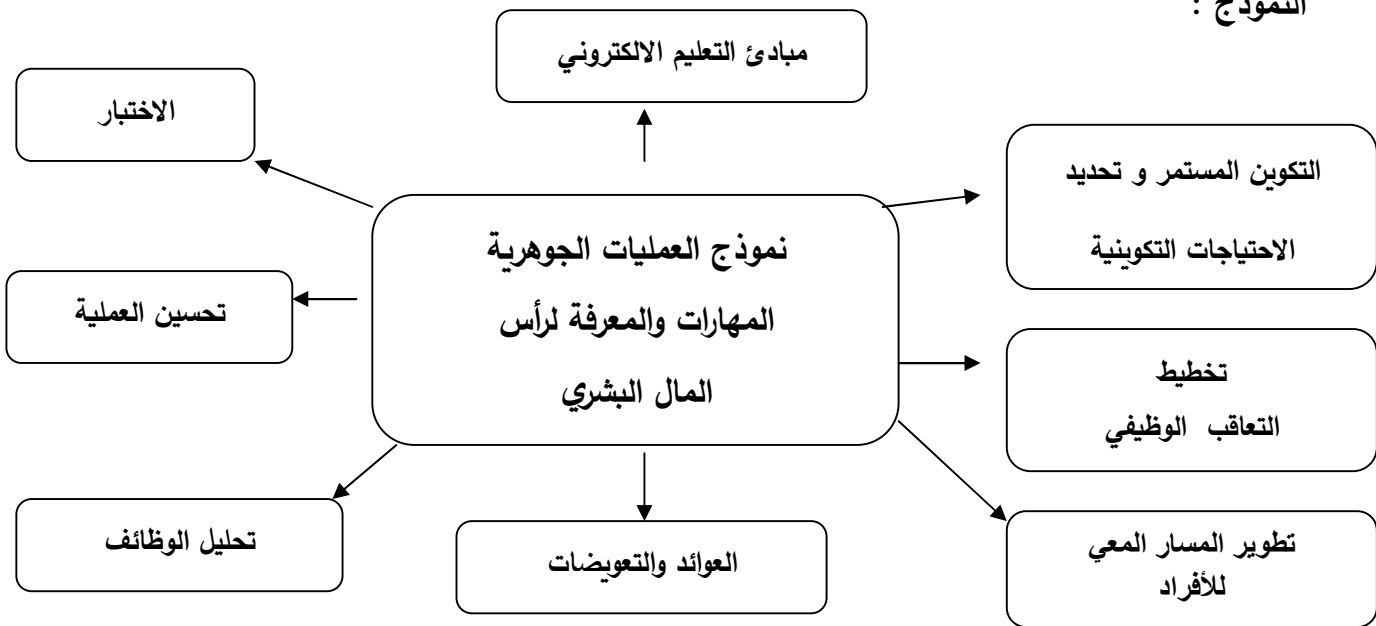 النموذج :
مبادئ التعليم الالكتروني
الاختبار
التكوين المستمر و تحديد
الاحتياجات التكوينية
نموذج العمليات الجوهرية
المهارات والمعرفة لرأس
المال البشري
تحسين العملية
تخطيط
التعاقب الوظيفي
تحليل الوظائف
العوائد والتعويضات
تطوير المسار المعي
للأفراد